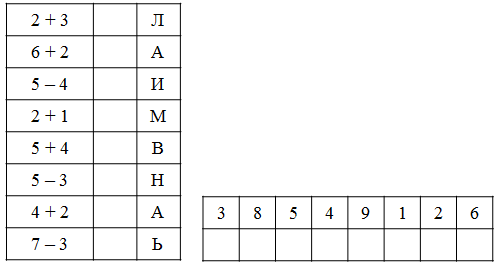 2 + 3 Л
6 + 2 А
5 – 4 И
2 + 1 М
5 + 4 В
5 – 3 Н
4 + 2 А
7 – 3 Ь
3 8 5 4 9 1 2 6